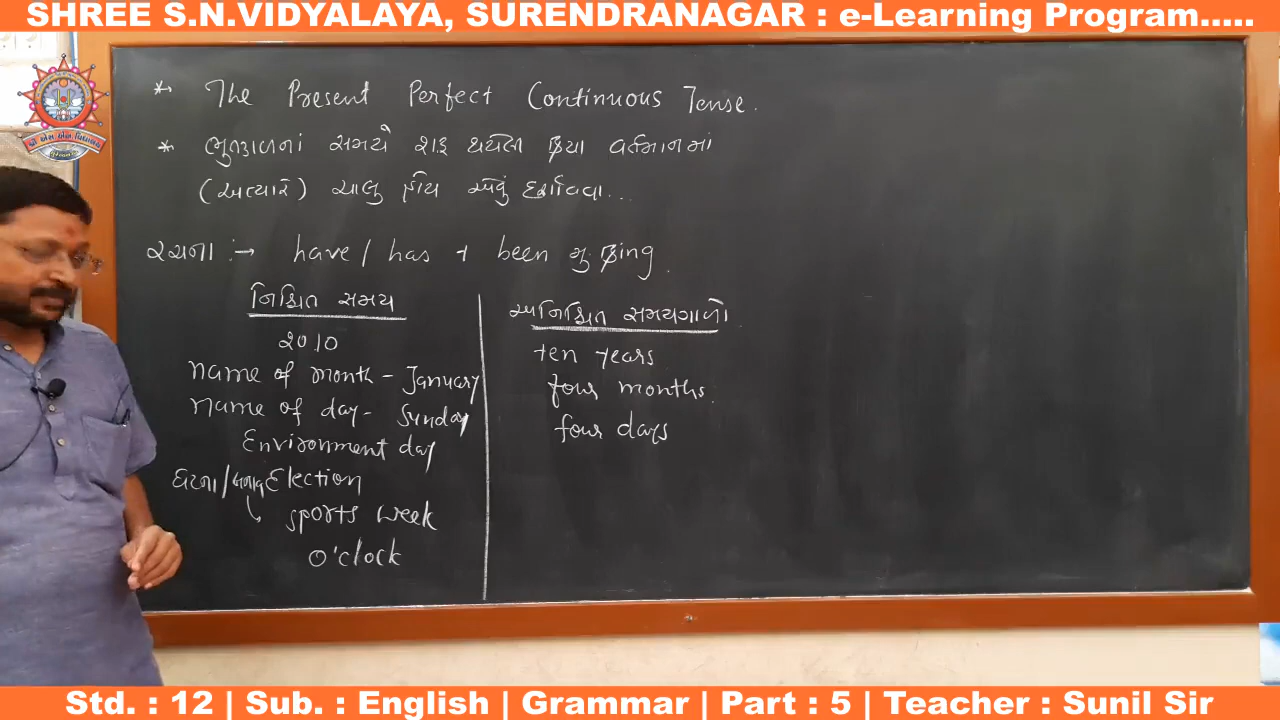 SHREE S.N.VIDYALAYA, SURENDRANAGAR : e-Learning Program.....
* The Present Perfect Continuous Tense.
* ભુતકાળનાં સમયે શરૂ થયેલી ક્રિયા વર્તમાનમાં
(અત્યારે) ચાલુ હોય એવું દર્શાવવા...
રચના :→ have / has + been + ing.
નિશ્ચિત સમય
2010
Name of month - January
Name of day - Sunday
Environment day
ઘટના / Election
sports week
o'clock
અનિશ્ચિત સમયગાળો
ten years
four months.
four days
Std. : 12 | Sub. : English | Grammar | Part : 5 | Teacher : Sunil Sir